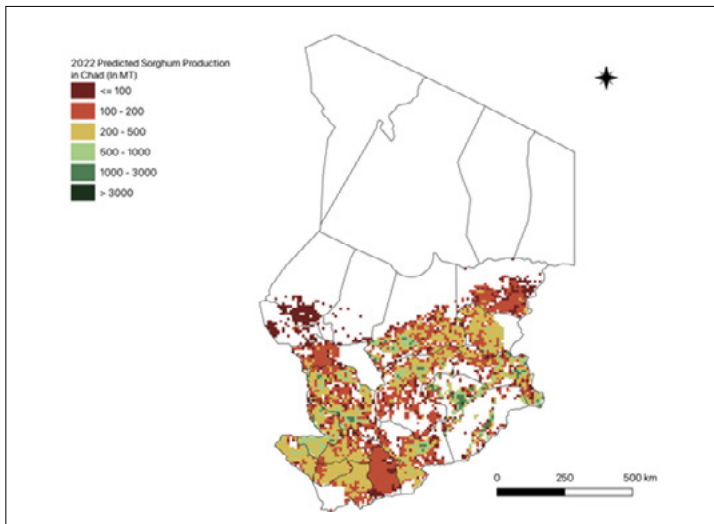 2022 Predicted Sorghum Production
in Chad (In MT)
<= 100
100 - 200
200 - 500
500 - 1000
1000 - 3000
> 3000
0 250 500 km